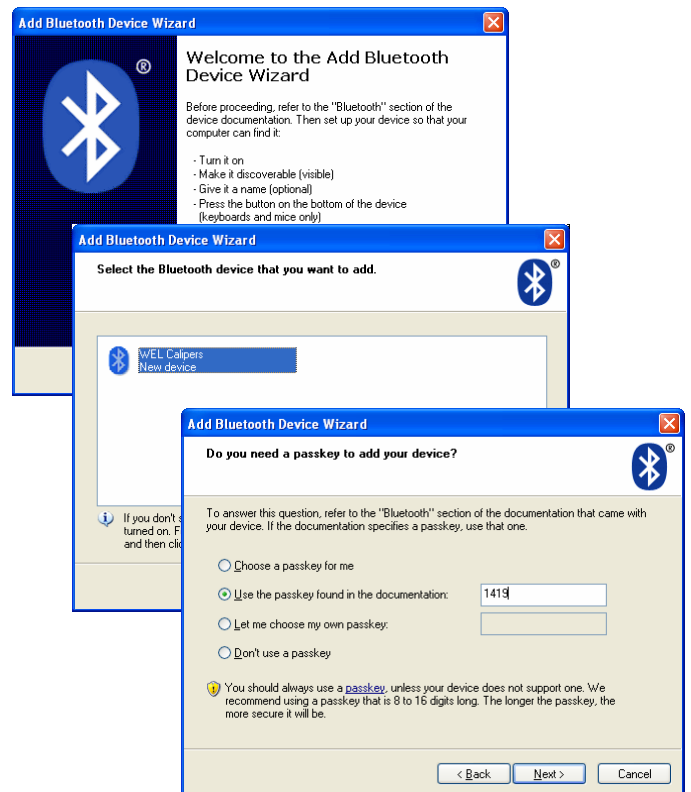 Add Bluetooth Device Wizard
®
Welcome to the Add Bluetooth
Device Wizard
Before proceeding, refer to the "Bluetooth" section of the
device documentation. Then set up your device so that your
computer can find it:
- Turn it on
- Make it discoverable (visible)
- Give it a name (optional)
- Press the button on the bottom of the device
(keyboards and mice only)
Add Bluetooth Device Wizard
Select the Bluetooth device that you want to add.
®
WEL Calipers
New device
If you don't
turned on.
and then
Add Bluetooth Device Wizard
Do you need a passkey to add your device?
®
To answer this question, refer to the "Bluetooth" section of the documentation that came with
your device. If the documentation specifies a passkey, use that one.
Choose a passkey for me
Use the passkey found in the documentation: 1419
Let me choose my own passkey:
Don't use a passkey
You should always use a passkey, unless your device does not support one. We
recommend using a passkey that is 8 to 16 digits long. The longer the passkey, the
more secure it will be.
< Back Next > Cancel